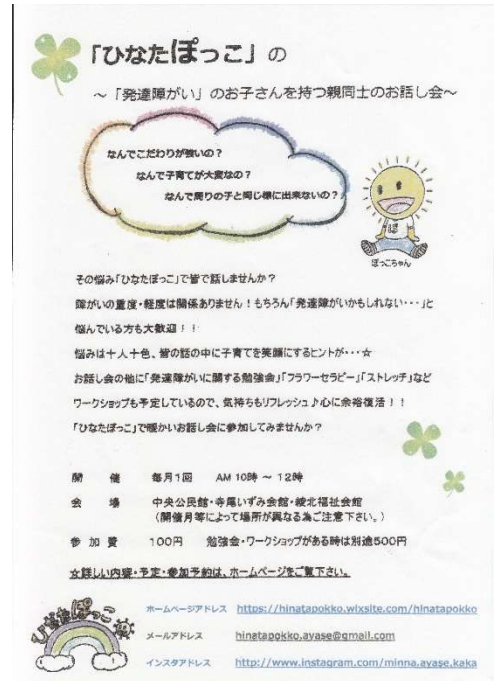 「ひなたぽっこ」の
～「発達障がい」のお子さんを持つ親同士のお話し会～
なんでこだわりが強いの？
なんで子育てが大変なの？
なんで周りの子と同じ様に出来ないの？
ぽ
ぽっこちゃん
その悩み「ひなたぽっこ」で皆で話しませんか？
障がいの重度・軽度は関係ありません！もちろん「発達障がいかもしれない・・・」と
悩んでいる方も大歓迎！！
悩みは十人十色、皆の話の中に子育てを笑顔にするヒントが・・・☆
お話し会の他に「発達障がいに関する勉強会」「フラワーセラピー」「ストレッチ」など
ワークショップも予定しているので、気持ちもリフレッシュ♪心に余裕復活！！
「ひなたぽっこ」で暖かいお話し会に参加してみませんか？
開 催 毎月1回 AM 10時 ～ 12時
会 場 中央公民館・寺尾いずみ会館・綾北福祉会館
（開催月等によって場所が異なる為ご注意下さい。）
参 加 費 100円 勉強会・ワークショップがある時は別途500円
☆詳しい内容・予定・参加予約は、ホームページをご覧下さい。
ひなたぽっこ
ホームページアドレス https://hinatapokko.wixsite.com/hinatapokko
メールアドレス hinatapokko.ayase@gmail.com
インスタアドレス http://www.instagram.com/minna.ayase.kaka